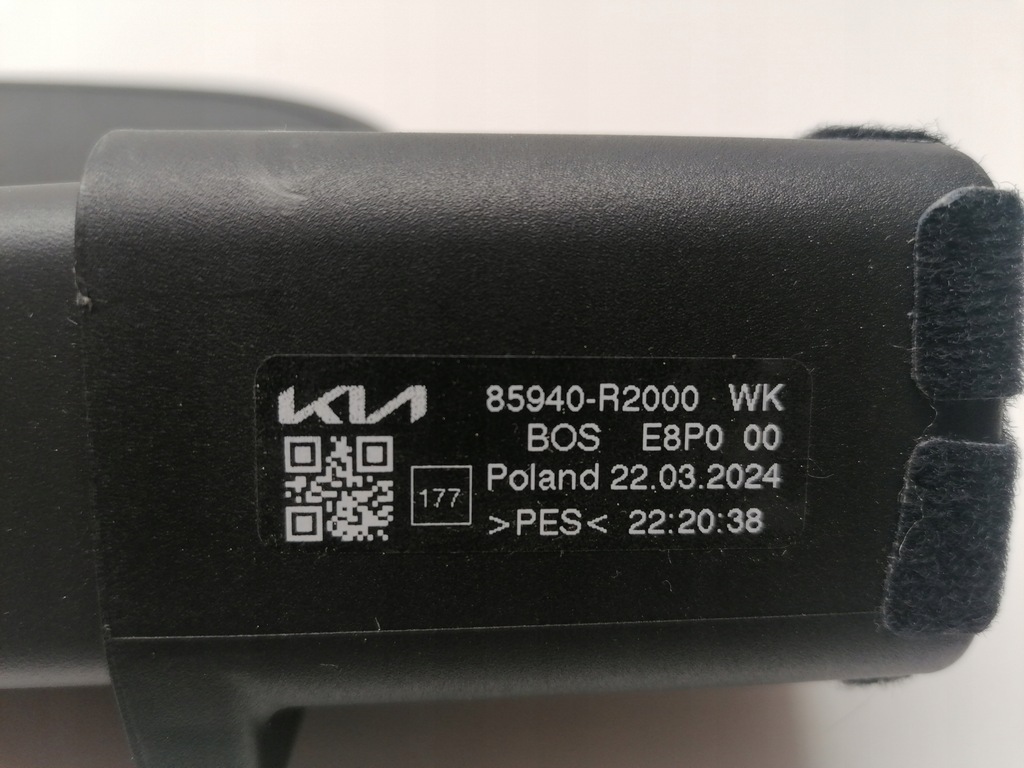 KIA
85940-R2000 WK
BOS E8P0 00
177
Poland 22.03.2024
>PES< 22:20:38